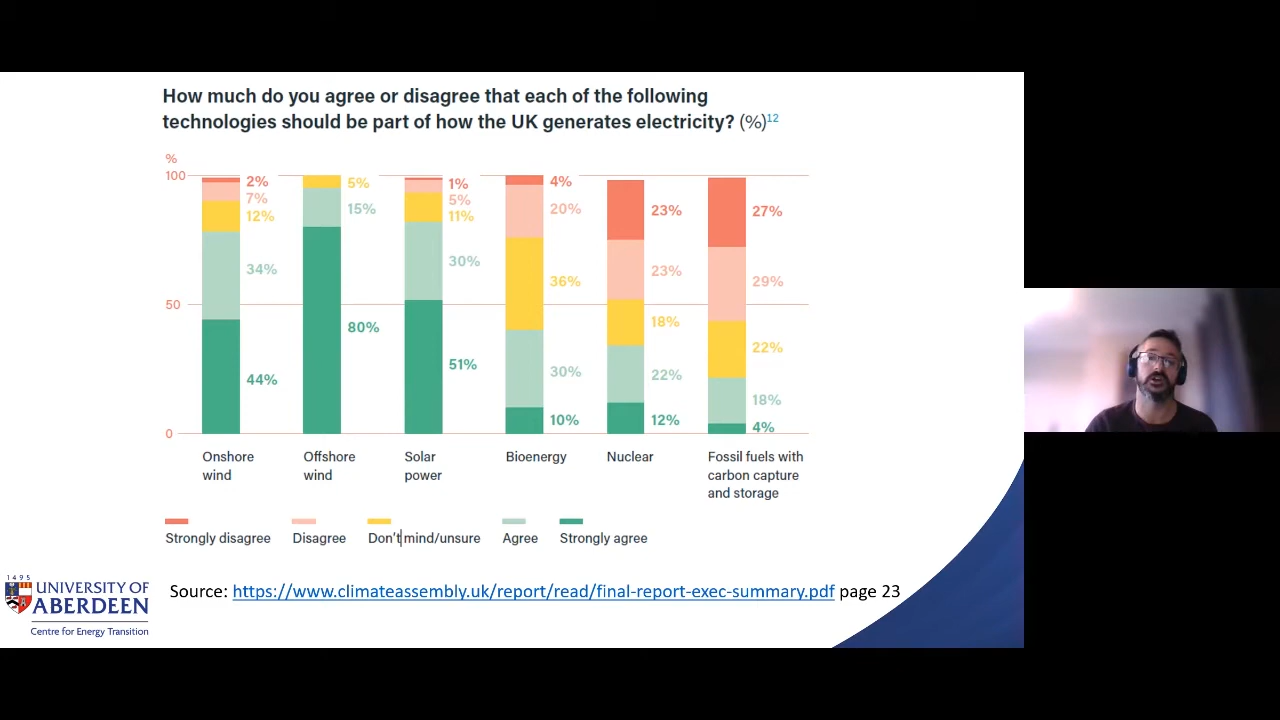 How much do you agree or disagree that each of the following
technologies should be part of how the UK generates electricity? (%)12
%
100
50
0
2%
7%
12%
34%
44%
5%
15%
80%
1%
5%
11%
30%
51%
4%
20%
36%
30%
10%
23%
23%
18%
22%
12%
27%
29%
22%
18%
4%
Onshore
wind
Offshore
wind
Solar
power
Bioenergy
Nuclear
Fossil fuels with
carbon capture
and storage
Strongly disagree
Disagree
Don't mind/unsure
Agree
Strongly agree
Source: https://www.climateassembly.uk/report/read/final-report-exec-summary.pdf page 23
1495
UNIVERSITY OF
ABERDEEN
Centre for Energy Transition